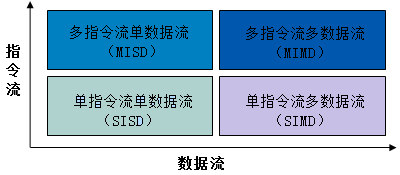 多指令流单数据流
（MISD）
多指令流多数据流
（MIMD）
指令流
单指令流单数据流
（SISD）
单指令流多数据流
（SIMD）
数据流